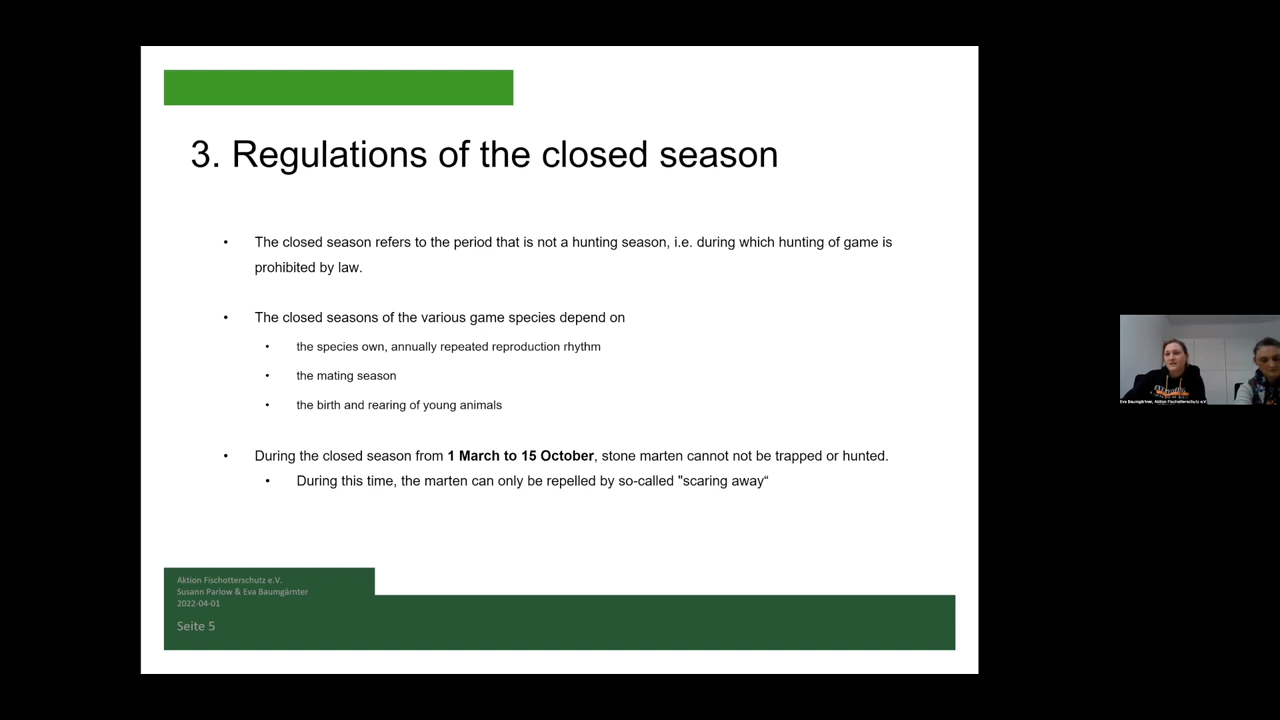 3. Regulations of the closed season
• The closed season refers to the period that is not a hunting season, i.e. during which hunting of game is
prohibited by law.
• The closed seasons of the various game species depend on
• the species own, annually repeated reproduction rhythm
• the mating season
• the birth and rearing of young animals
• During the closed season from 1 March to 15 October, stone marten cannot not be trapped or hunted.
• During this time, the marten can only be repelled by so-called "scaring away“
Aktion Fischotterschutz e.V.
Susann Parlow & Eva Baumgärnter
2022-04-01
Seite 5
Eva Baumgärtner, Aktion Fischotterschutz e.V.